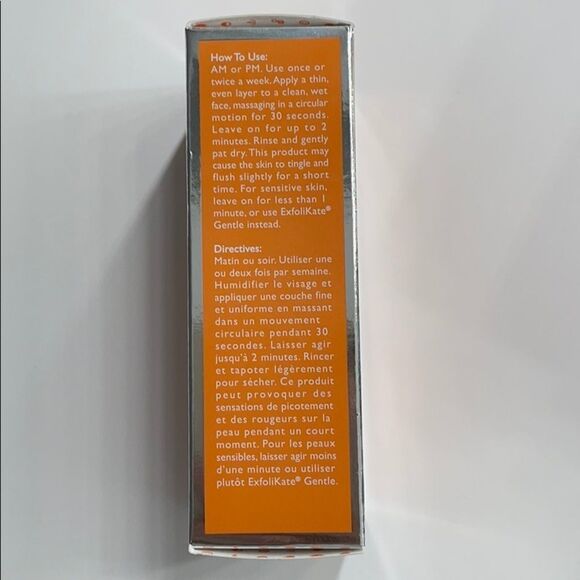 How To Use:
AM or PM. Use once or
twice a week. Apply a thin,
even layer to a clean, wet
face, massaging in a circular
motion for 30 seconds.
Leave on for up to 2
minutes. Rinse and gently
pat dry. This product may
cause the skin to tingle and
flush slightly for a short
time. For sensitive skin,
leave on for less than 1
minute, or use ExfoliKate®
Gentle instead.
Directives:
Matin ou soir. Utiliser une
ou deux fois par semaine.
Humidifier le visage et
appliquer une couche fine
et uniforme en massant
dans un mouvement
circulaire pendant 30
secondes. Laisser agir
jusqu'à 2 minutes. Rincer
et tapoter légèrement
pour sécher. Ce produit
peut provoquer des
sensations de picotement
et des rougeurs sur la
peau pendant un court
moment. Pour les peaux
sensibles, laisser agir moins
d'une minute ou utiliser
plutôt ExfoliKate® Gentle.